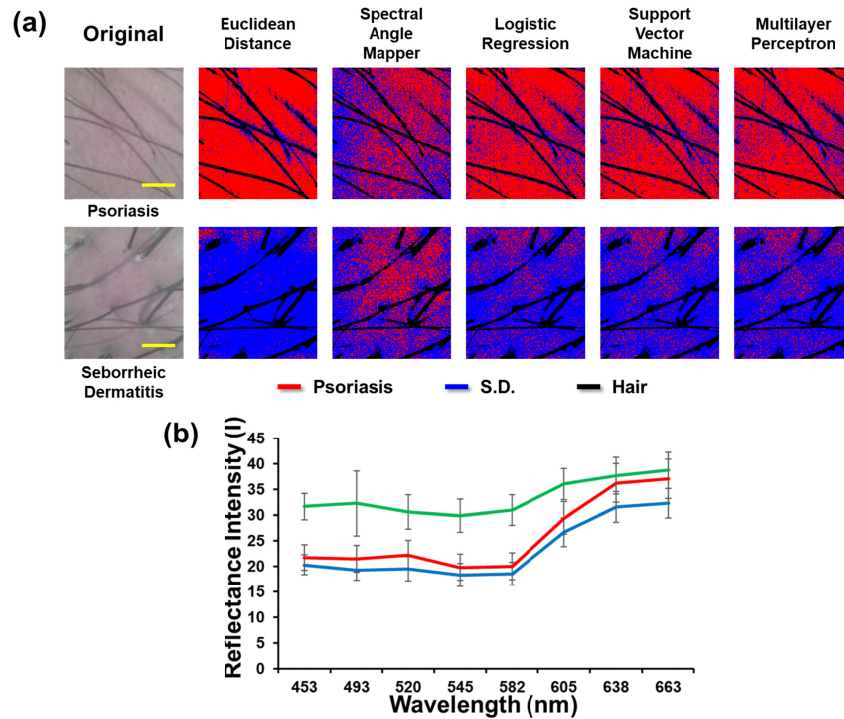 (a)
Original
Euclidean
Distance
Spectral
Angle
Mapper
Logistic
Regression
Support
Vector
Machine
Multilayer
Perceptron
Psoriasis
Seborrheic
Dermatitis
Psoriasis
S.D.
Hair
(b)
Reflectance Intensity (I)
45
40
35
30
25
20
15
10
5
0
453 493 520 545 582 605 638 663
Wavelength (nm)